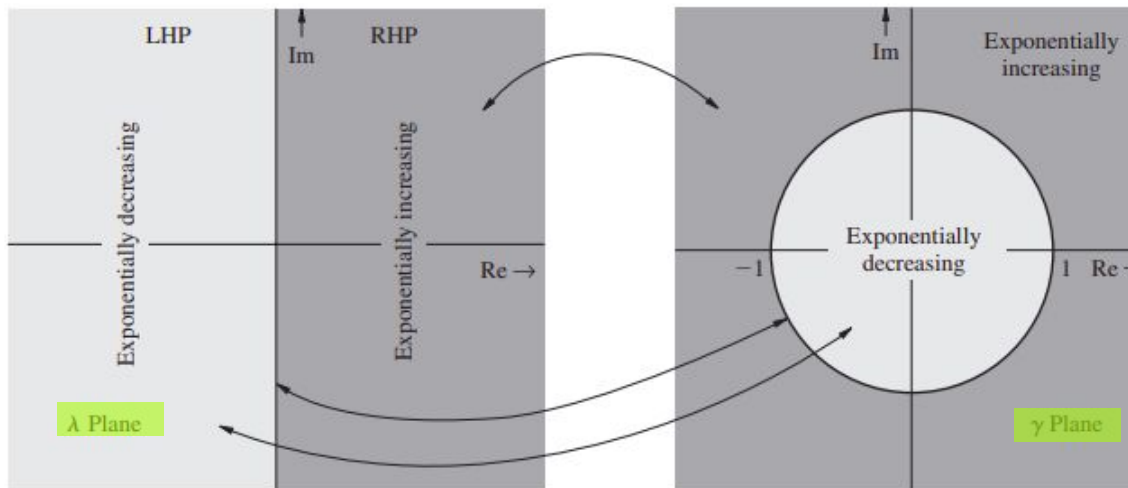 LHP
RHP
Im
Exponentially decreasing
Exponentially increasing
Re →
λ Plane
Im
Exponentially
increasing
Exponentially
decreasing
−1
1
Re
γ Plane